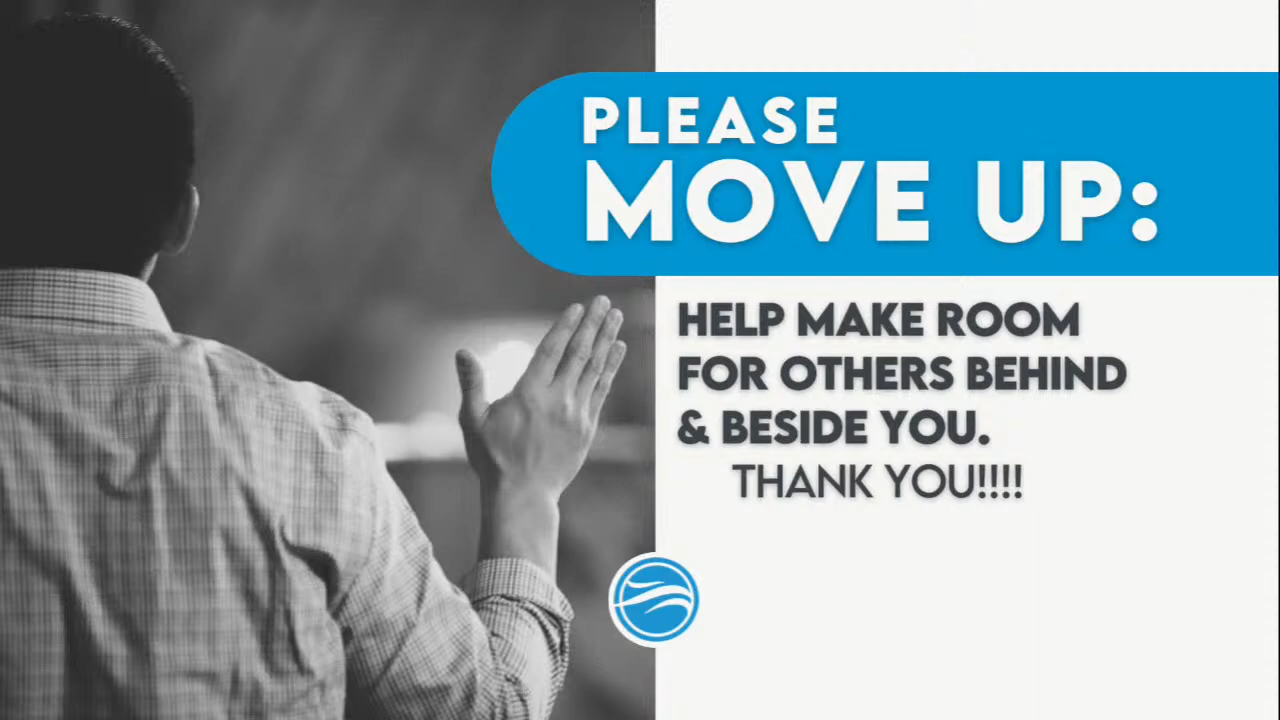 PLEASE
MOVE UP:
HELP MAKE ROOM
FOR OTHERS BEHIND
& BESIDE YOU.
THANK YOU!!!!